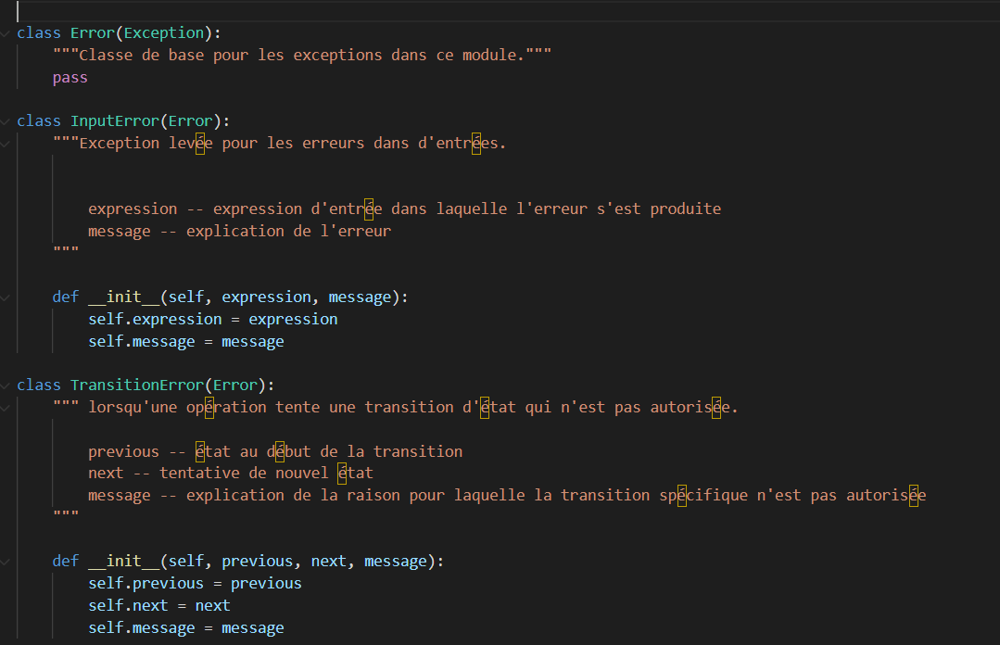 class Error(Exception):
    """Classe de base pour les exceptions dans ce module."""
    pass
class InputError(Error):
    """Exception levée pour les erreurs dans d'entrées.
        expression -- expression d'entrée dans laquelle l'erreur s'est produite
        message -- explication de l'erreur
    """
    def __init__(self, expression, message):
        self.expression = expression
        self.message = message
class TransitionError(Error):
    """ lorsqu'une opération tente une transition d'état qui n'est pas autorisée.
        previous -- état au début de la transition
        next -- tentative de nouvel état
        message -- explication de la raison pour laquelle la transition spécifique n'est pas autorisée
    """
    def __init__(self, previous, next, message):
        self.previous = previous
        self.next = next
        self.message = message